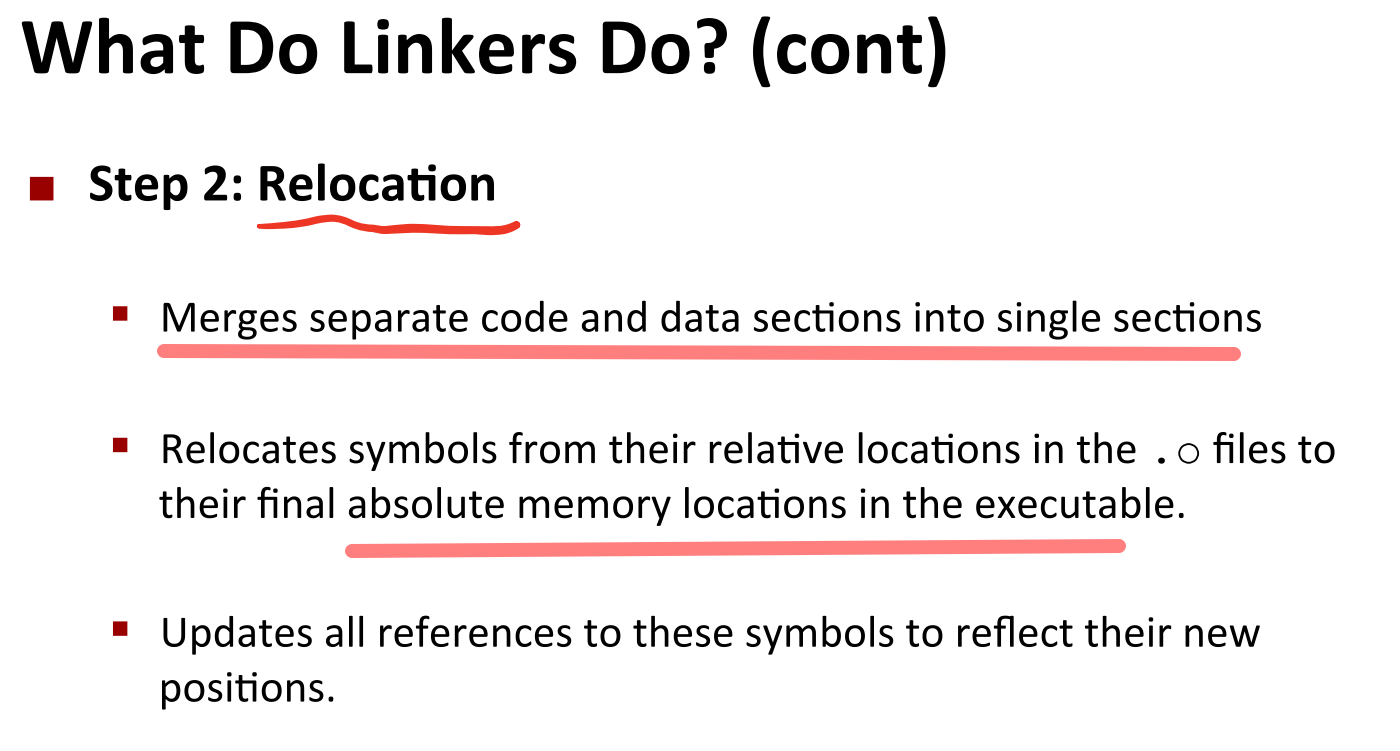 What Do Linkers Do? (cont)
Step 2: Relocation
Merges separate code and data sections into single sections
Relocates symbols from their relative locations in the .o files to
their final absolute memory locations in the executable.
Updates all references to these symbols to reflect their new
positions.